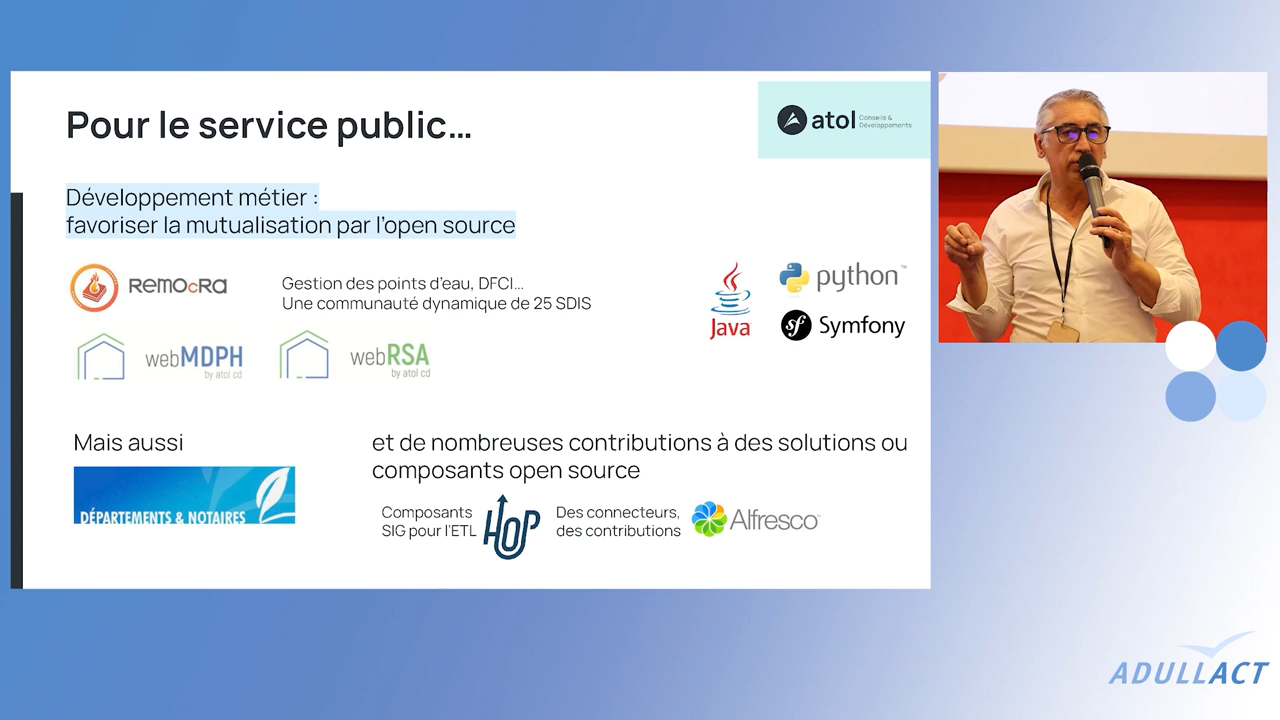 Pour le service public...
atol Conseils &
Développements
Développement métier :
favoriser la mutualisation par l'open source
REMOcRa
Gestion des points d'eau, DFCI...
Une communauté dynamique de 25 SDIS
Java
python™
sf Symfony
webMDPH
by atol cd
webRSA
by atol cd
Mais aussi
DÉPARTEMENTS & NOTAIRES
et de nombreuses contributions à des solutions ou
composants open source
Composants
SIG pour l'ETL
HOP
Des connecteurs,
des contributions
Alfresco™
ADULLACT